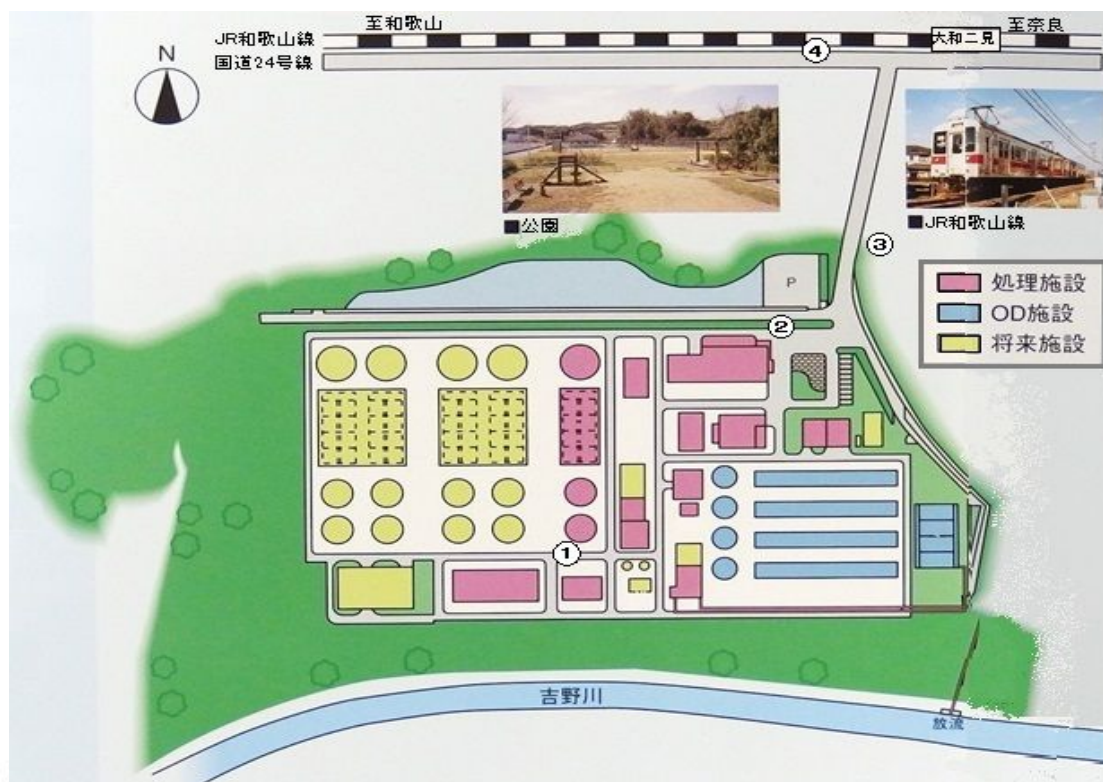 至和歌山
至奈良
JR和歌山線
大和二見
国道24号線
④
N
■公園
■JR和歌山線
③
P
処理施設
OD施設
将来施設
②
①
吉野川
放流